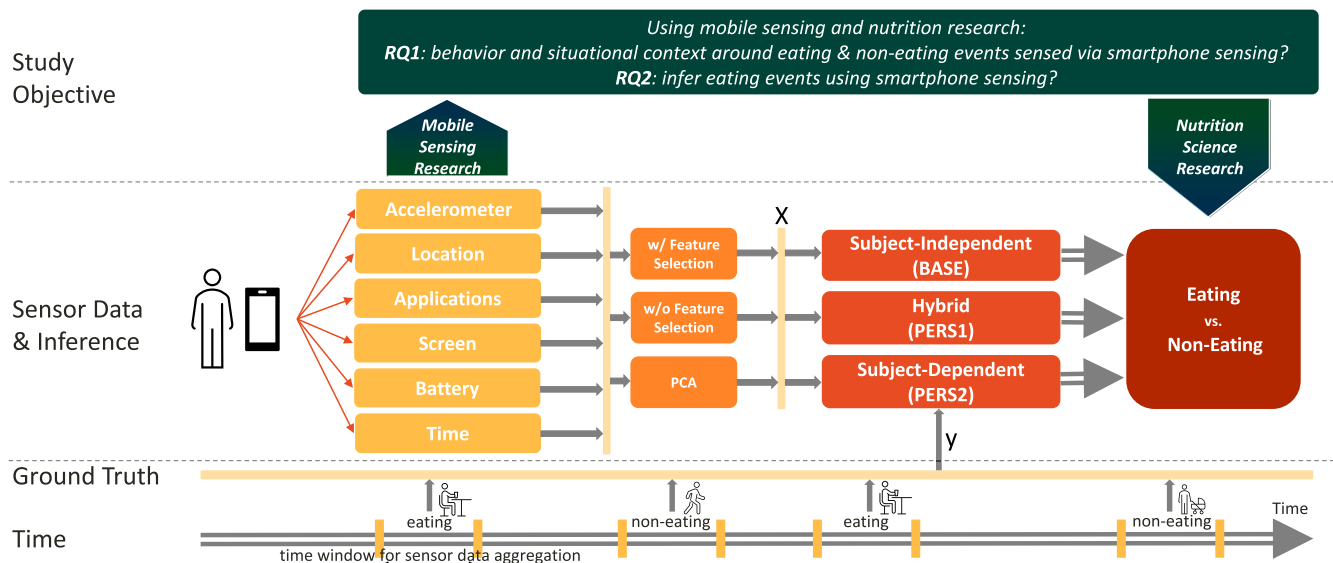 Study
Objective
Using mobile sensing and nutrition research:
RQ1: behavior and situational context around eating & non-eating events sensed via smartphone sensing?
RQ2: infer eating events using smartphone sensing?
Mobile
Sensing
Research
Nutrition
Science
Research
Sensor Data
& Inference
Accelerometer
Location
Applications
Screen
Battery
Time
w/ Feature
Selection
w/o Feature
Selection
PCA
X
Subject-Independent
(BASE)
Hybrid
(PERS1)
Subject-Dependent
(PERS2)
y
Eating
vs.
Non-Eating
Ground Truth
eating
non-eating
eating
non-eating
Time
Time
time window for sensor data aggregation